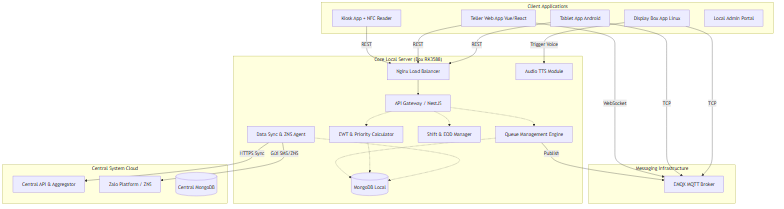 Client Applications
Kiosk App + NFC Reader
Teller Web App Vue/React
Tablet App Android
Display Box App Linux
Local Admin Portal
REST
REST
REST
Trigger Voice
Core Local Server (Box RK3588)
Nginx Load Balancer
Audio TTS Module
API Gateway / NestJS
WebSocket
TCP
TCP
Data Sync & ZNS Agent
EWT & Priority Calculator
Shift & EOD Manager
Queue Management Engine
HTTPS Sync
Gửi SMS/ZNS
Publish
Central System Cloud
Central API & Aggregator
Zalo Platform / ZNS
Central MongoDB
MongoDB Local
Messaging Infrastructure
EMQX MQTT Broker